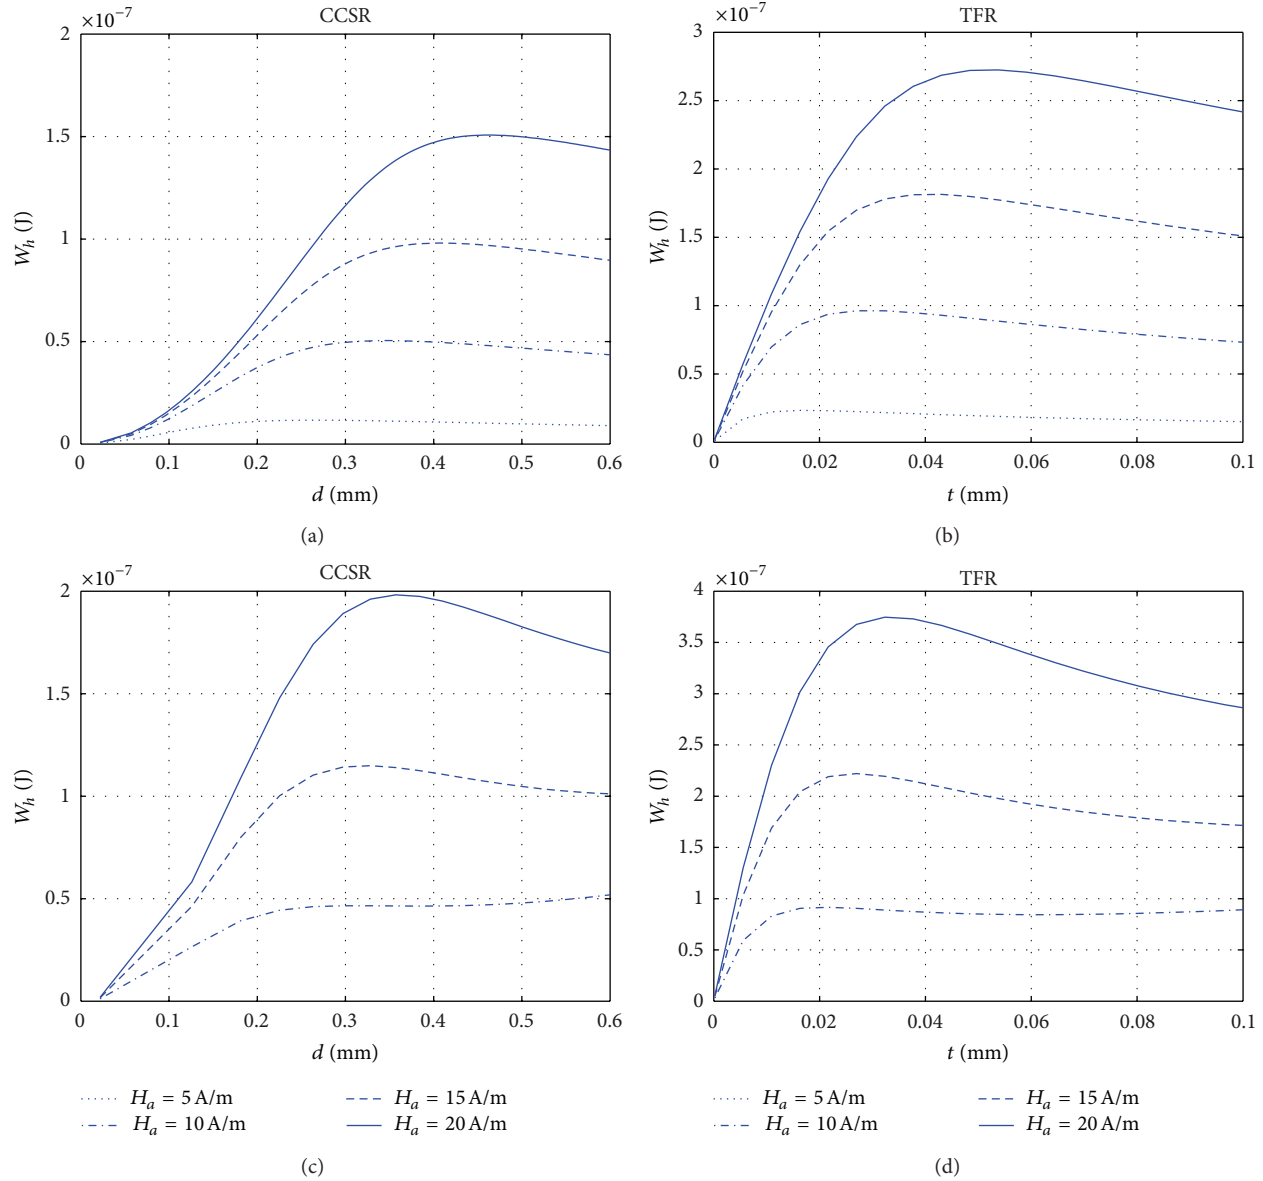 CCSR
×10⁻⁷
2
1.5
1
0.5
0
W_h (J)
0 0.1 0.2 0.3 0.4 0.5 0.6
d (mm)
(a)
TFR
×10⁻⁷
3
2.5
2
1.5
1
0.5
0
W_h (J)
0 0.02 0.04 0.06 0.08 0.1
t (mm)
(b)
CCSR
×10⁻⁷
2
1.5
1
0.5
0
W_h (J)
0 0.1 0.2 0.3 0.4 0.5 0.6
d (mm)
H_a = 5 A/m
H_a = 10 A/m
H_a = 15 A/m
H_a = 20 A/m
(c)
TFR
×10⁻⁷
4
3.5
3
2.5
2
1.5
1
0.5
0
W_h (J)
0 0.02 0.04 0.06 0.08 0.1
t (mm)
H_a = 5 A/m
H_a = 10 A/m
H_a = 15 A/m
H_a = 20 A/m
(d)